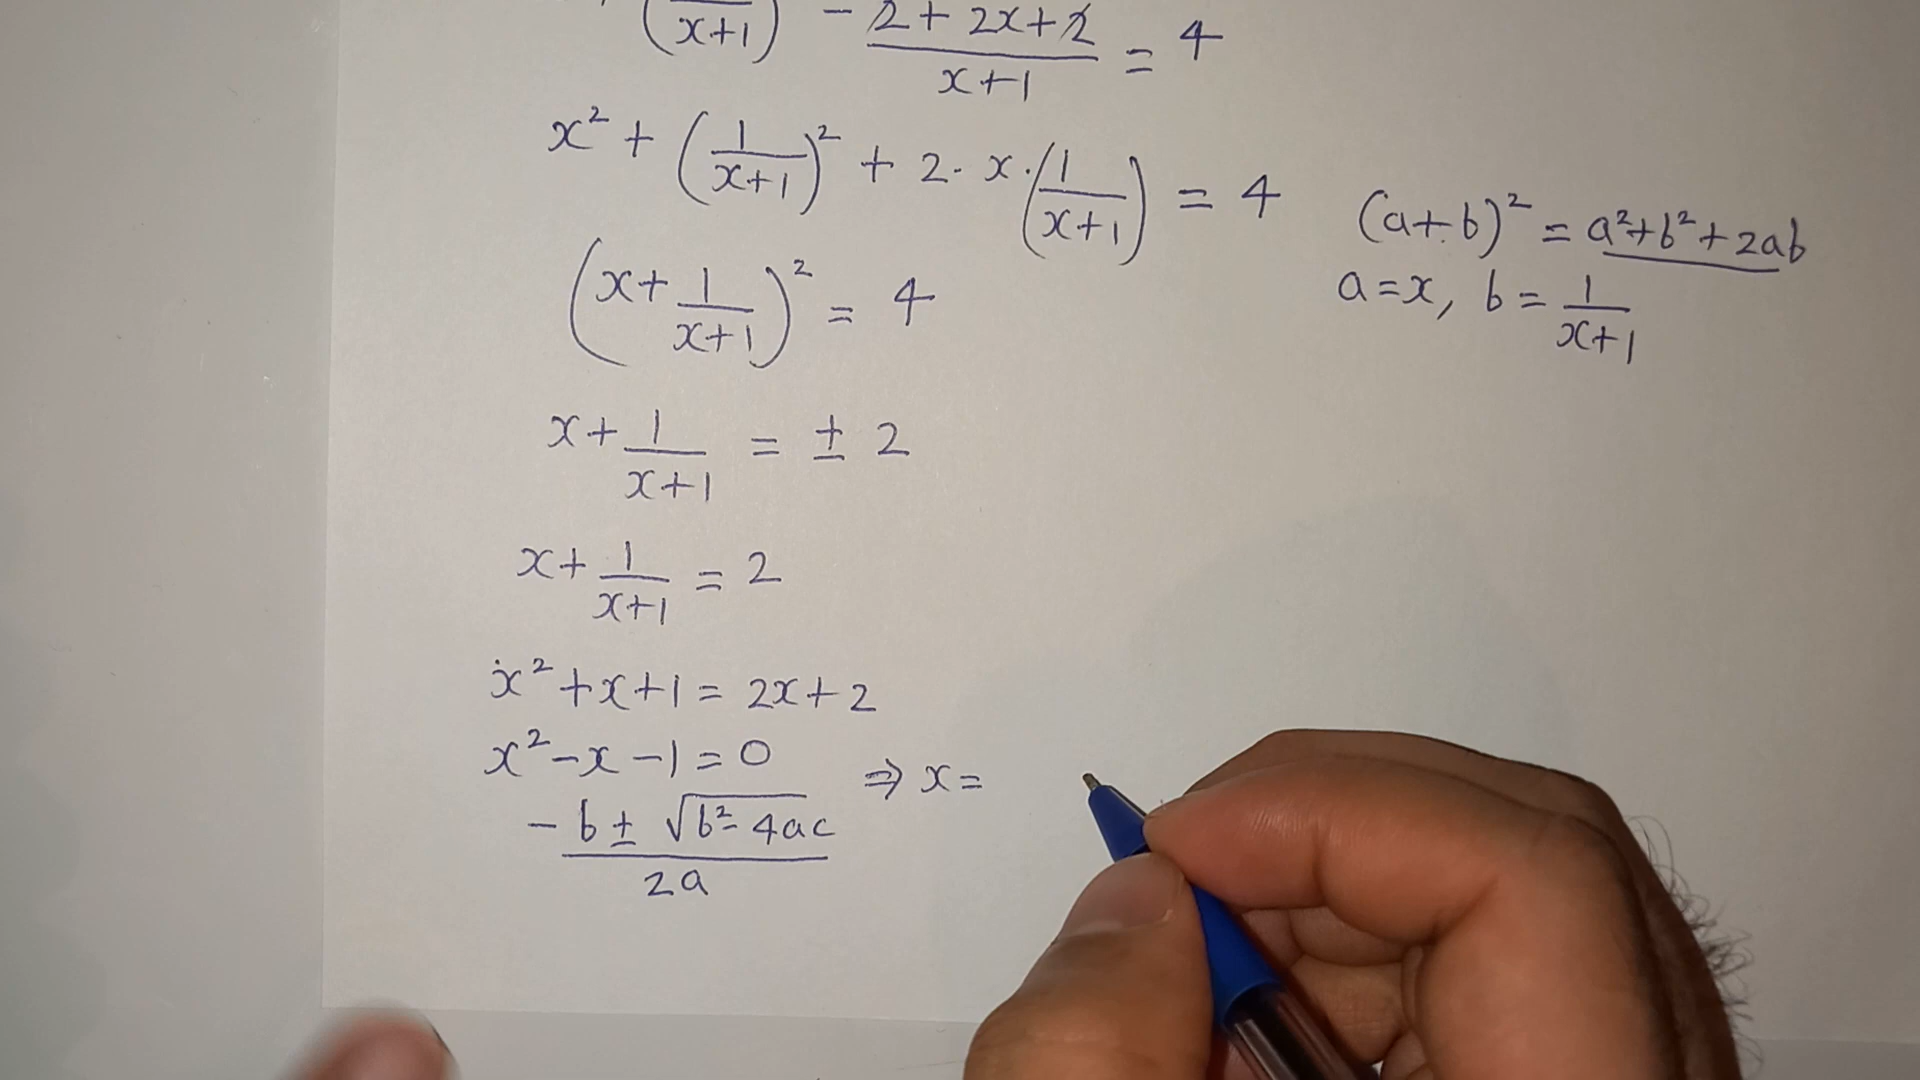 (x+1) - 2 + 2x + 2 / x+1 = 4
x² + (1/x+1)² + 2 · x · (1/x+1) = 4
(a+b)² = a²+b²+2ab
a = x, b = 1/x+1
(x + 1/x+1)² = 4
x + 1/x+1 = ± 2
x + 1/x+1 = 2
x² + x + 1 = 2x + 2
x² - x - 1 = 0 ⇒ x =
- b ± √b² - 4ac / 2a